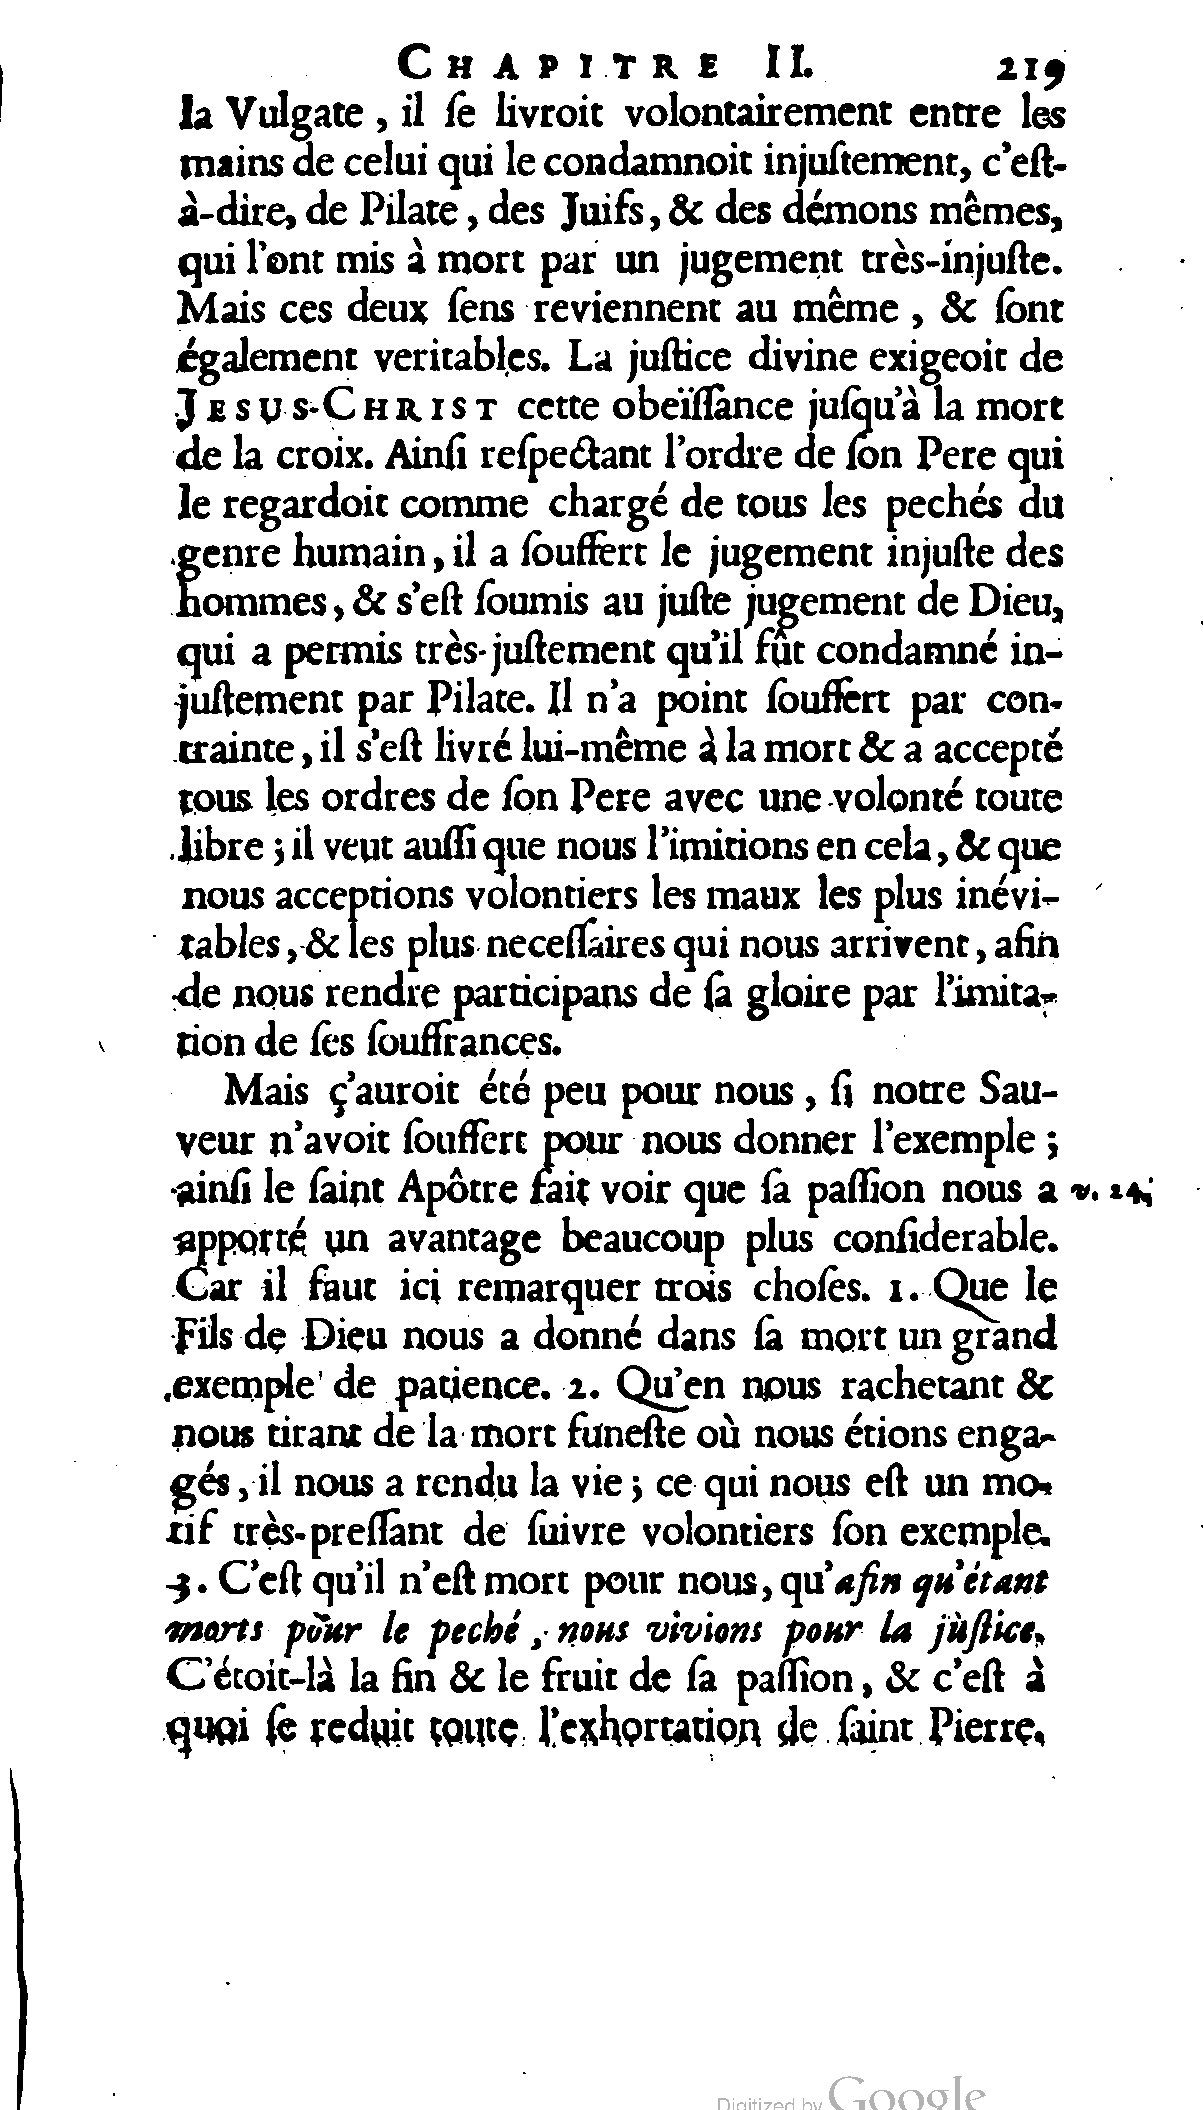 CHAPITRE II. 219
la Vulgate, il ſe livroit volontairement entre les
mains de celui qui le condamnoit injuſtement, c'eſt-
à-dire, de Pilate, des Juifs, & des démons mêmes,
qui l'ont mis à mort par un jugement très-injuſte.
Mais ces deux ſens reviennent au même, & ſont
également veritables. La juſtice divine exigeoit de
JESUS-CHRIST cette obeïſſance juſqu'à la mort
de la croix. Ainſi reſpectant l'ordre de ſon Pere qui
le regardoit comme chargé de tous les pechés du
genre humain, il a ſouffert le jugement injuſte des
hommes, & s'eſt ſoumis au juſte jugement de Dieu,
qui a permis très-juſtement qu'il fût condamné in-
juſtement par Pilate. Il n'a point ſouffert par con-
trainte, il s'eſt livré lui-même à la mort & a accepté
tous les ordres de ſon Pere avec une volonté toute
libre ; il veut auſſi que nous l'imitions en cela, & que
nous acceptions volontiers les maux les plus inévi-
tables, & les plus neceſſaires qui nous arrivent, afin
de nous rendre participans de ſa gloire par l'imita-
tion de ſes ſouffrances.
Mais ç'auroit été peu pour nous, ſi notre Sau-
veur n'avoit ſouffert pour nous donner l'exemple ;
ainſi le ſaint Apôtre fait voir que ſa paſſion nous a v. 24.
apporté un avantage beaucoup plus conſiderable.
Car il faut ici remarquer trois choſes. 1. Que le
Fils de Dieu nous a donné dans ſa mort un grand
exemple de patience. 2. Qu'en nous rachetant &
nous tirant de la mort funeſte où nous étions enga-
gés, il nous a rendu la vie ; ce qui nous eſt un mo-
tif très-preſſant de ſuivre volontiers ſon exemple.
3. C'eſt qu'il n'eſt mort pour nous, qu'afin qu'étant
morts pour le peché, nous vivions pour la juſtice.
C'étoit-là la fin & le fruit de ſa paſſion, & c'eſt à
quoi ſe reduit toute l'exhortation de ſaint Pierre.
Digitized by Google